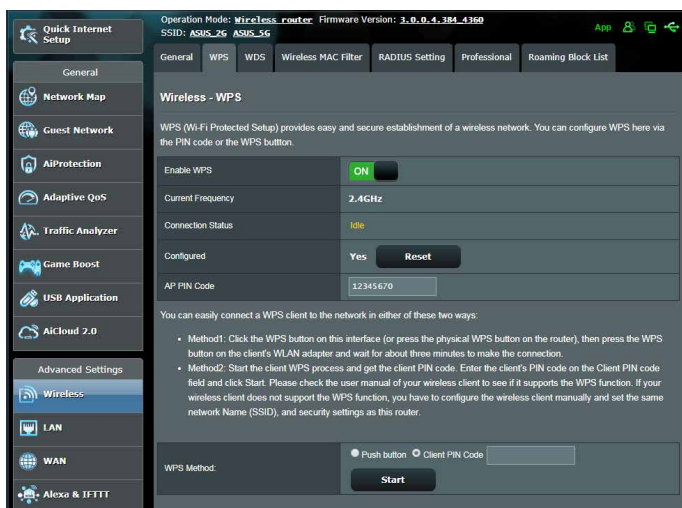 Quick Internet
Setup
General
Network Map
Guest Network
AiProtection
Adaptive QoS
Traffic Analyzer
Game Boost
USB Application
AiCloud 2.0
Advanced Settings
Wireless
LAN
WAN
Alexa & IFTTT
Operation Mode: Wireless router Firmware Version: 3.0.0.4.384_4360
SSID: ASUS_2G ASUS_5G
App
General WPS WDS Wireless MAC Filter RADIUS Setting Professional Roaming Block List
Wireless - WPS
WPS (Wi-Fi Protected Setup) provides easy and secure establishment of a wireless network. You can configure WPS here via
the PIN code or the WPS buttton.
Enable WPS ON
Current Frequency 2.4GHz
Connection Status Idle
Configured Yes Reset
AP PIN Code 12345670
You can easily connect a WPS client to the network in either of these two ways:
• Method1: Click the WPS button on this interface (or press the physical WPS button on the router), then press the WPS
button on the client's WLAN adapter and wait for about three minutes to make the connection.
• Method2: Start the client WPS process and get the client PIN code. Enter the client's PIN code on the Client PIN code
field and click Start. Please check the user manual of your wireless client to see if it supports the WPS function. If your
wireless client does not support the WPS function, you have to configure the wireless client manually and set the same
network Name (SSID), and security settings as this router.
WPS Method: Push button Client PIN Code
Start